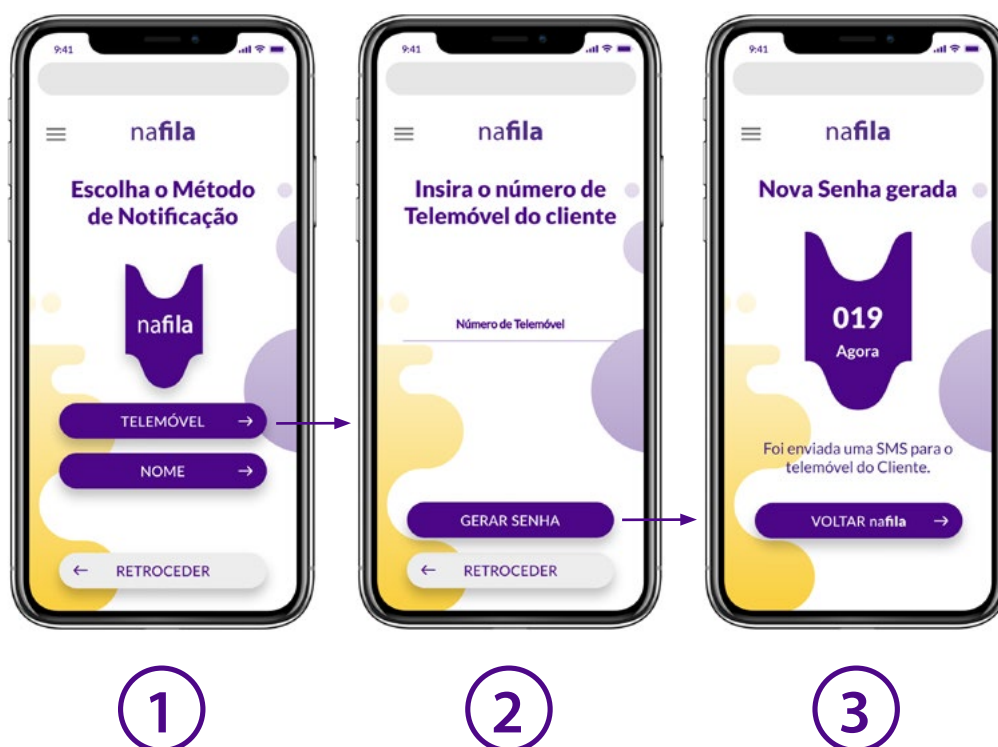 9:41
nafila
Escolha o Método
de Notificação
nafila
TELEMÓVEL
NOME
RETROCEDER
1
9:41
nafila
Insira o número de
Telemóvel do cliente
Número de Telemóvel
GERAR SENHA
RETROCEDER
2
9:41
nafila
Nova Senha gerada
019
Agora
Foi enviada uma SMS para o
telemóvel do Cliente.
VOLTAR nafila
3